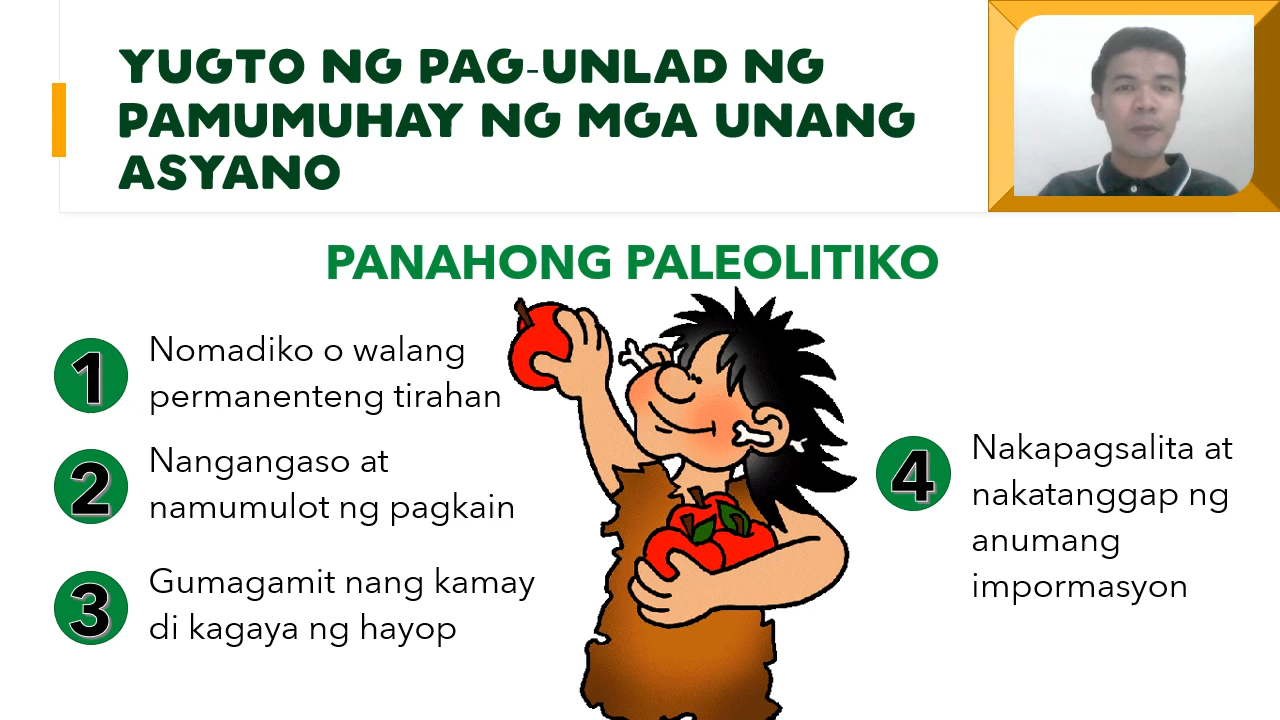 YUGTO NG PAG-UNLAD NG
PAMUMUHAY NG MGA UNANG
ASYANO
PANAHONG PALEOLITIKO
1
Nomadiko o walang
permanenteng tirahan
2
Nangangaso at
namumulot ng pagkain
3
Gumagamit nang kamay
di kagaya ng hayop
4
Nakapagsalita at
nakatanggap ng
anumang
impormasyon